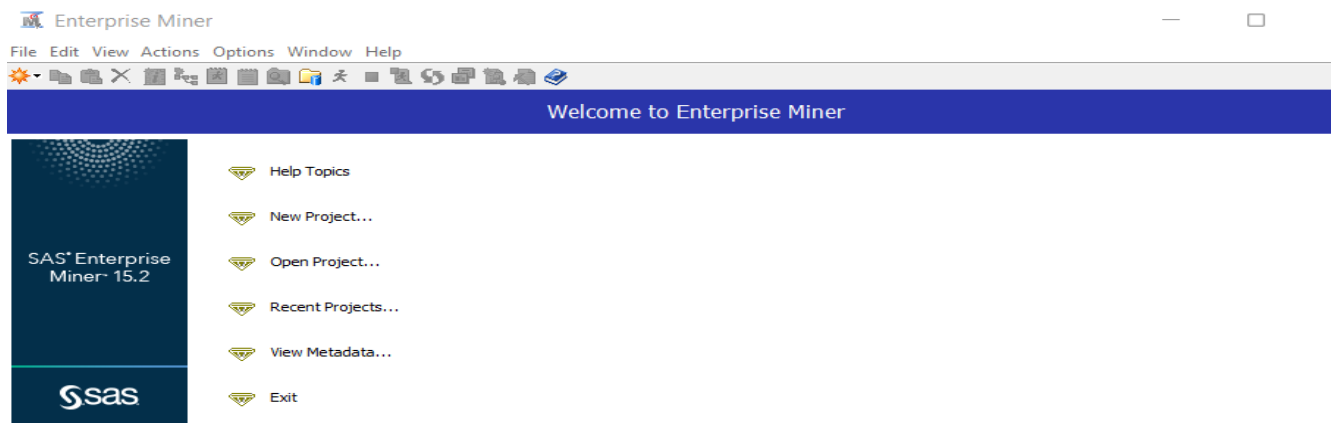 Enterprise Miner
File Edit View Actions Options Window Help
Welcome to Enterprise Miner
Help Topics
New Project...
SAS® Enterprise
Miner™ 15.2
Open Project...
Recent Projects...
View Metadata...
sas
Exit